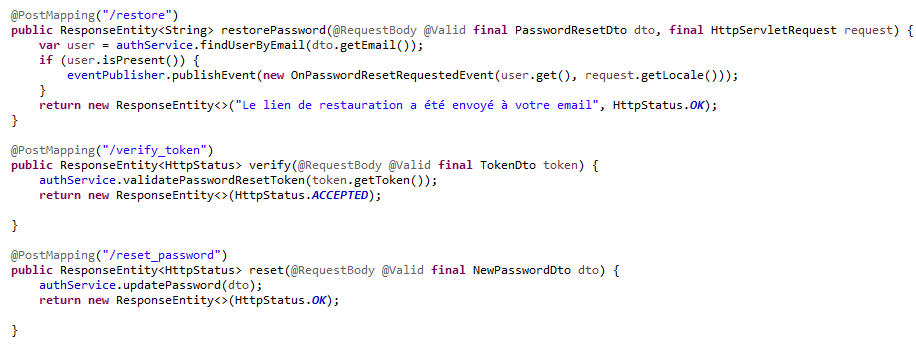 @PostMapping("/restore")
public ResponseEntity<String> restorePassword(@RequestBody @Valid final PasswordResetDto dto, final HttpServletRequest request) {
    var user = authService.findUserByEmail(dto.getEmail());
    if (user.isPresent()) {
        eventPublisher.publishEvent(new OnPasswordResetRequestedEvent(user.get(), request.getLocale()));
    }
    return new ResponseEntity<>("Le lien de restauration a été envoyé à votre email", HttpStatus.OK);
}

@PostMapping("/verify_token")
public ResponseEntity<HttpStatus> verify(@RequestBody @Valid final TokenDto token) {
    authService.validatePasswordResetToken(token.getToken());
    return new ResponseEntity<>(HttpStatus.ACCEPTED);

}

@PostMapping("/reset_password")
public ResponseEntity<HttpStatus> reset(@RequestBody @Valid final NewPasswordDto dto) {
    authService.updatePassword(dto);
    return new ResponseEntity<>(HttpStatus.OK);

}